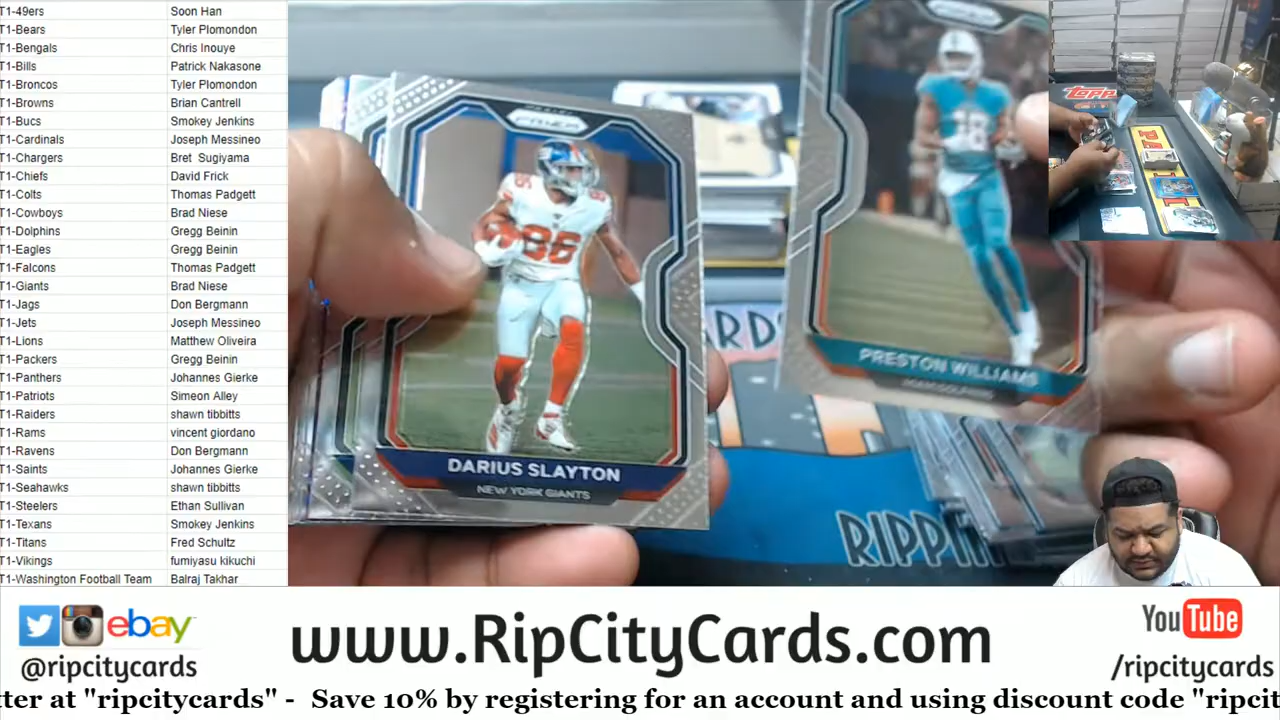 T1-49ers Soon Han
T1-Bears Tyler Plomondon
T1-Bengals Chris Inouye
T1-Bills Patrick Nakasone
T1-Broncos Tyler Plomondon
T1-Browns Brian Cantrell
T1-Bucs Smokey Jenkins
T1-Cardinals Joseph Messineo
T1-Chargers Bret Sugiyama
T1-Chiefs David Frick
T1-Colts Thomas Padgett
T1-Cowboys Brad Niese
T1-Dolphins Gregg Beinin
T1-Eagles Gregg Beinin
T1-Falcons Thomas Padgett
T1-Giants Brad Niese
T1-Jags Don Bergmann
T1-Jets Joseph Messineo
T1-Lions Matthew Oliveira
T1-Packers Gregg Beinin
T1-Panthers Johannes Gierke
T1-Patriots Simeon Alley
T1-Raiders shawn tibbitts
T1-Rams vincent giordano
T1-Ravens Don Bergmann
T1-Saints Johannes Gierke
T1-Seahawks shawn tibbitts
T1-Steelers Ethan Sullivan
T1-Texans Smokey Jenkins
T1-Titans Fred Schultz
T1-Vikings fumiyasu kikuchi
T1-Washington Football Team Balraj Takhar
PRIZM
86
DARIUS SLAYTON
NEW YORK GIANTS
18
PRESTON WILLIAMS
ARDS
RIPPI
Topps
ebay
@ripcitycards
www.RipCityCards.com
YouTube
/ripcitycards
tter at "ripcitycards" - Save 10% by registering for an account and using discount code "ripcit